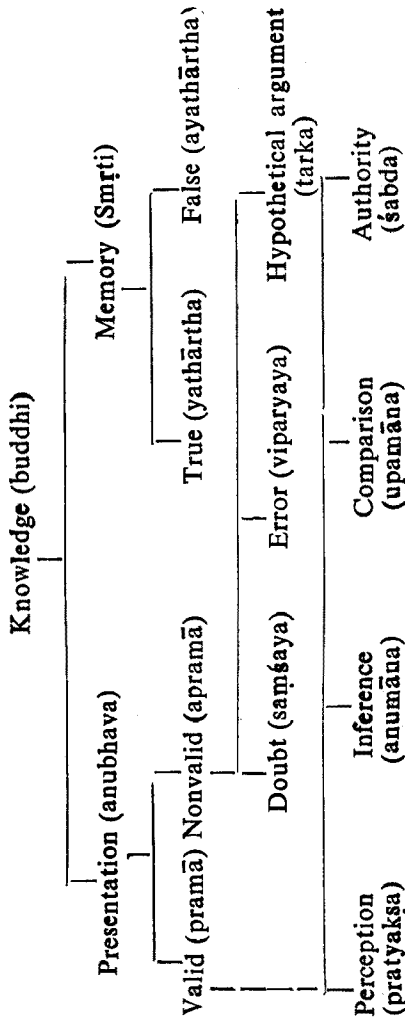 Knowledge (buddhi)
Presentation (anubhava) Memory (Smṛti)
Valid (pramā) Nonvalid (apramā) True (yathārtha) False (ayathārtha)
Doubt (saṃśaya) Error (viparyaya) Hypothetical argument
(tarka)
Perception Inference Comparison Authority
(pratyakṣa) (anumāna) (upamāna) (śabda)